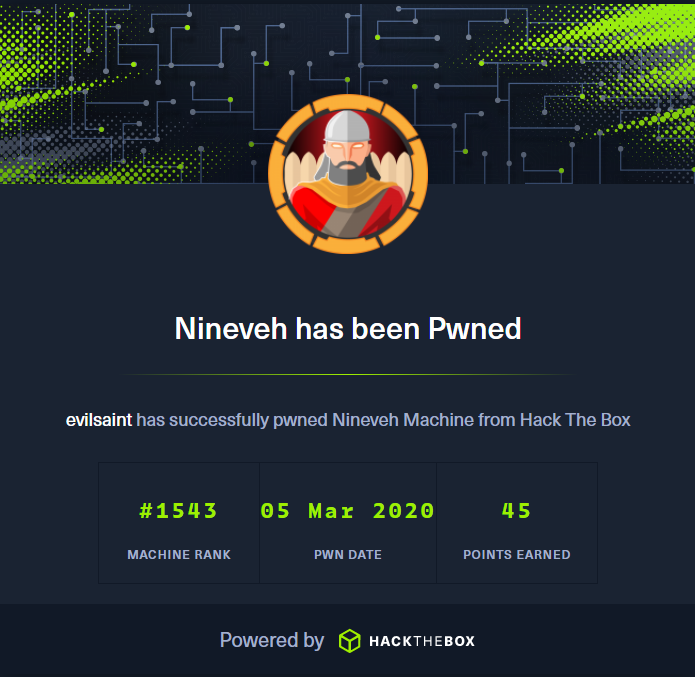 Nineveh has been Pwned
evilsaint has successfully pwned Nineveh Machine from Hack The Box
#1543 05 Mar 2020 45
MACHINE RANK PWN DATE POINTS EARNED
Powered by HACKTHEBOX